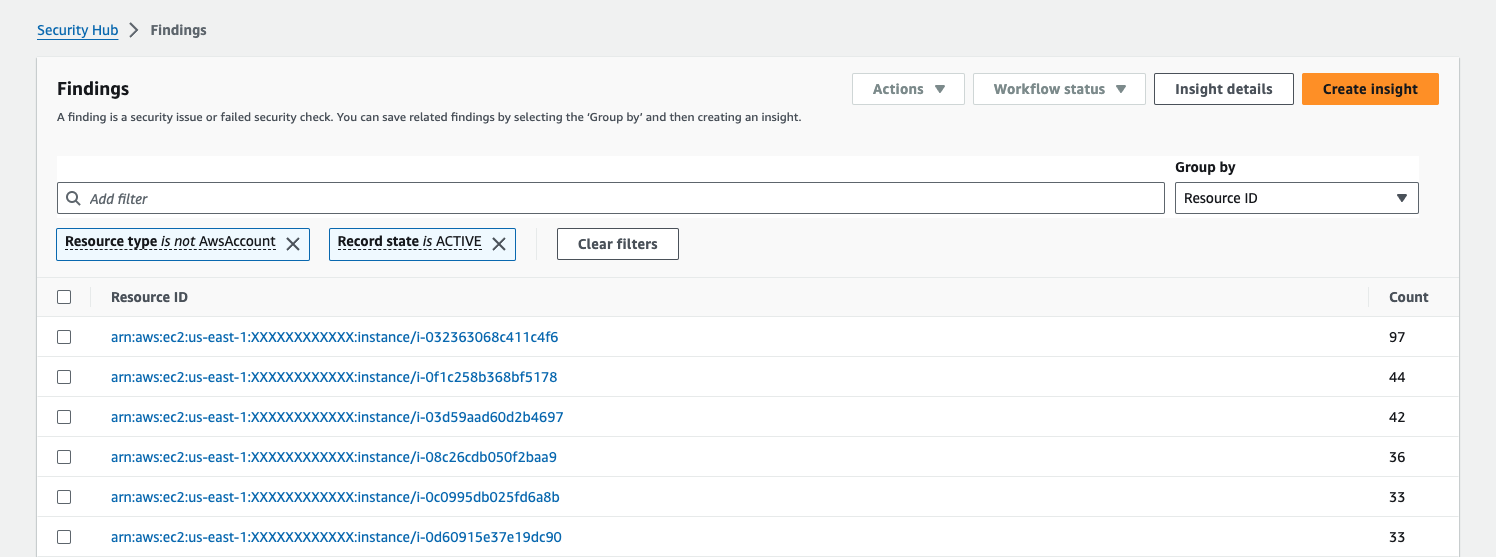 Security Hub > Findings
Findings
Actions ▼ Workflow status ▼ Insight details Create insight
A finding is a security issue or failed security check. You can save related findings by selecting the ‘Group by’ and then creating an insight.
Group by
Add filter Resource ID ▼
Resource type is not AwsAccount Record state is ACTIVE Clear filters
Resource ID Count
arn:aws:ec2:us-east-1:XXXXXXXXXXXX:instance/i-032363068c411c4f6 97
arn:aws:ec2:us-east-1:XXXXXXXXXXXX:instance/i-0f1c258b368bf5178 44
arn:aws:ec2:us-east-1:XXXXXXXXXXXX:instance/i-03d59aad60d2b4697 42
arn:aws:ec2:us-east-1:XXXXXXXXXXXX:instance/i-08c26cdb050f2baa9 36
arn:aws:ec2:us-east-1:XXXXXXXXXXXX:instance/i-0c0995db025fd6a8b 33
arn:aws:ec2:us-east-1:XXXXXXXXXXXX:instance/i-0d60915e37e19dc90 33